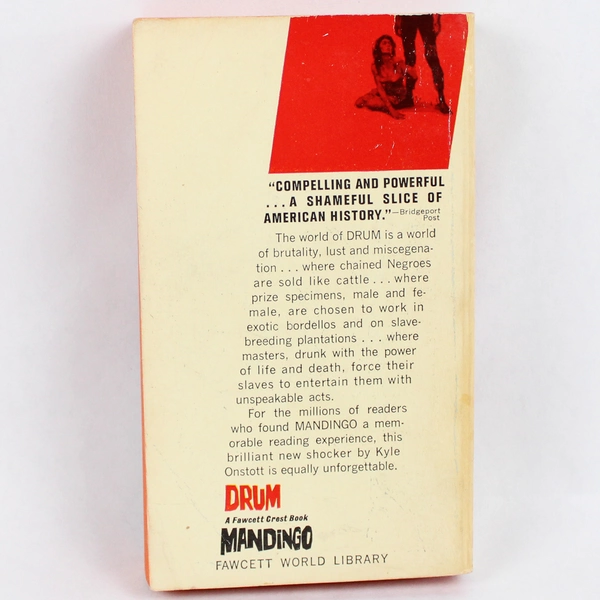 “COMPELLING AND POWERFUL
...A SHAMEFUL SLICE OF
AMERICAN HISTORY.”—Bridgeport
Post
The world of DRUM is a world
of brutality, lust and miscegena-
tion...where chained Negroes
are sold like cattle...where
prize specimens, male and fe-
male, are chosen to work in
exotic bordellos and on slave-
breeding plantations...where
masters, drunk with the power
of life and death, force their
slaves to entertain them with
unspeakable acts.
For the millions of readers
who found MANDINGO a mem-
orable reading experience, this
brilliant new shocker by Kyle
Onstott is equally unforgettable.
DRUM
A Fawcett Crest Book
MANDINGO
FAWCETT WORLD LIBRARY